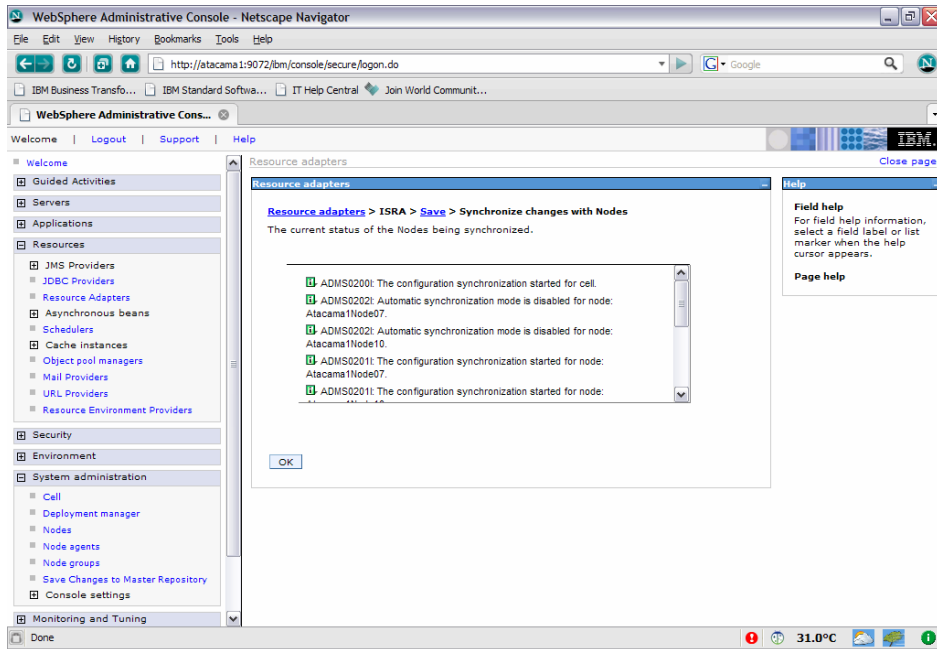 WebSphere Administrative Console - Netscape Navigator
File Edit View History Bookmarks Tools Help
http://atacama1:9072/ibm/console/secure/logon.do
G Google
IBM Business Transfo... IBM Standard Softwa... IT Help Central Join World Communit...
WebSphere Administrative Cons...
Welcome | Logout | Support | Help
IBM.
Welcome
Guided Activities
Servers
Applications
Resources
JMS Providers
JDBC Providers
Resource Adapters
Asynchronous beans
Schedulers
Cache instances
Object pool managers
Mail Providers
URL Providers
Resource Environment Providers
Security
Environment
System administration
Cell
Deployment manager
Nodes
Node agents
Node groups
Save Changes to Master Repository
Console settings
Monitoring and Tuning
Resource adapters
Close page
Resource adapters
Resource adapters > ISRA > Save > Synchronize changes with Nodes
The current status of the Nodes being synchronized.
ADMS0200I: The configuration synchronization started for cell.
ADMS0202I: Automatic synchronization mode is disabled for node:
Atacama1Node07.
ADMS0202I: Automatic synchronization mode is disabled for node:
Atacama1Node10.
ADMS0201I: The configuration synchronization started for node:
Atacama1Node07.
ADMS0201I: The configuration synchronization started for node:
OK
Help
Field help
For field help information,
select a field label or list
marker when the help
cursor appears.
Page help
Done
31.0°C